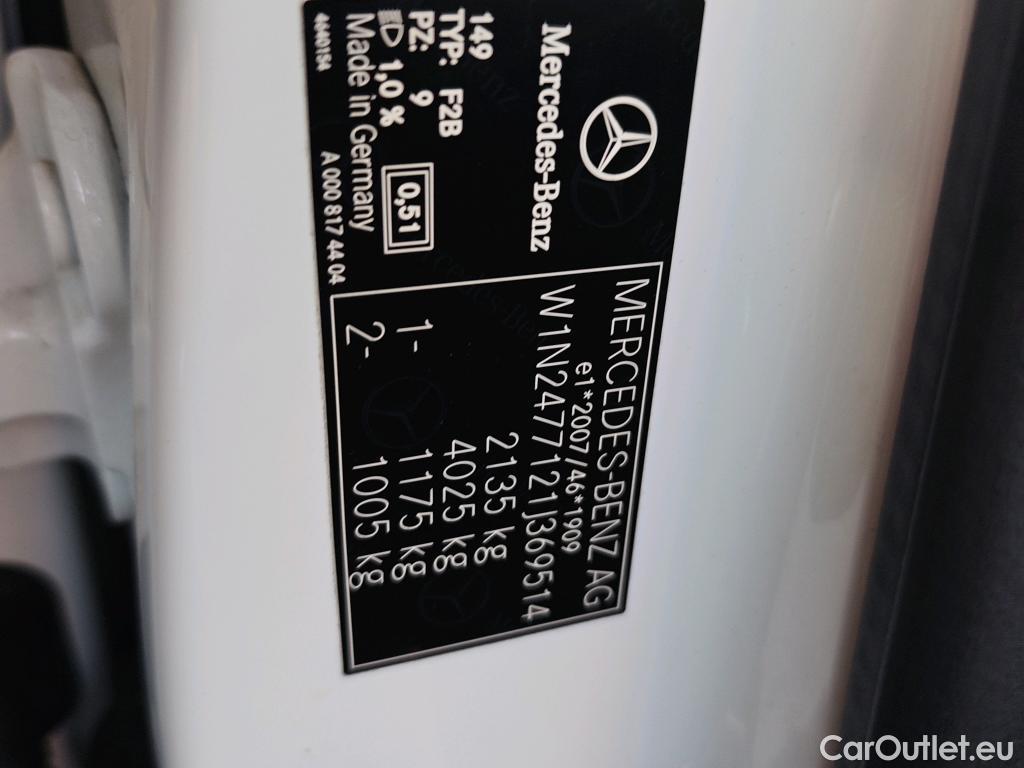 Mercedes-Benz
149
TYP: F2B
PZ: 9
1,0 %
0,51
Made in Germany
4640154
A 000 817 44 04
MERCEDES-BENZ AG
e1*2007/46*1909
W1N2477121J369514
2135 kg
4025 kg
1- 1175 kg
2- 1005 kg
CarOutlet.eu